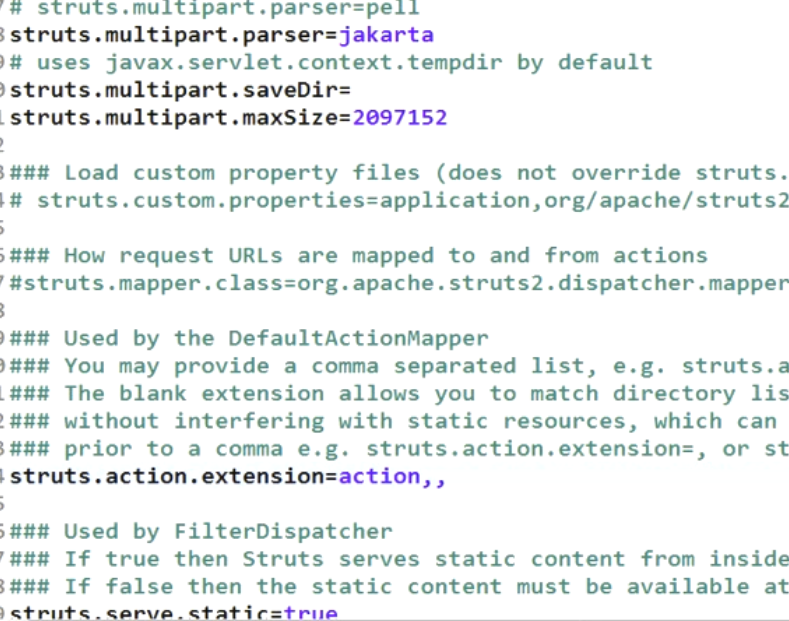 # struts.multipart.parser=pell
struts.multipart.parser=jakarta
# uses javax.servlet.context.tempdir by default
struts.multipart.saveDir=
struts.multipart.maxSize=2097152
### Load custom property files (does not override struts.
# struts.custom.properties=application,org/apache/struts2
### How request URLs are mapped to and from actions
#struts.mapper.class=org.apache.struts2.dispatcher.mapper
### Used by the DefaultActionMapper
### You may provide a comma separated list, e.g. struts.a
### The blank extension allows you to match directory lis
### without interfering with static resources, which can
### prior to a comma e.g. struts.action.extension=, or st
struts.action.extension=action,,
### Used by FilterDispatcher
### If true then Struts serves static content from inside
### If false then the static content must be available at
struts.serve.static=true